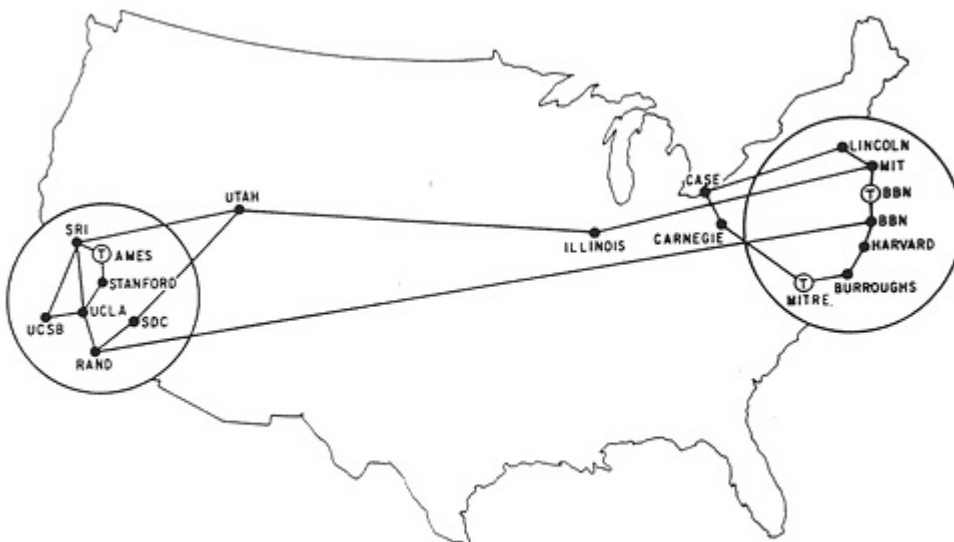 LINCOLN
MIT
CASE
T BBN
UTAH
BBN
SRI
CARNEGIE
ILLINOIS
HARVARD
T AMES
STANFORD
T
BURROUGHS
MITRE.
UCLA
SDC
UCSB
RAND